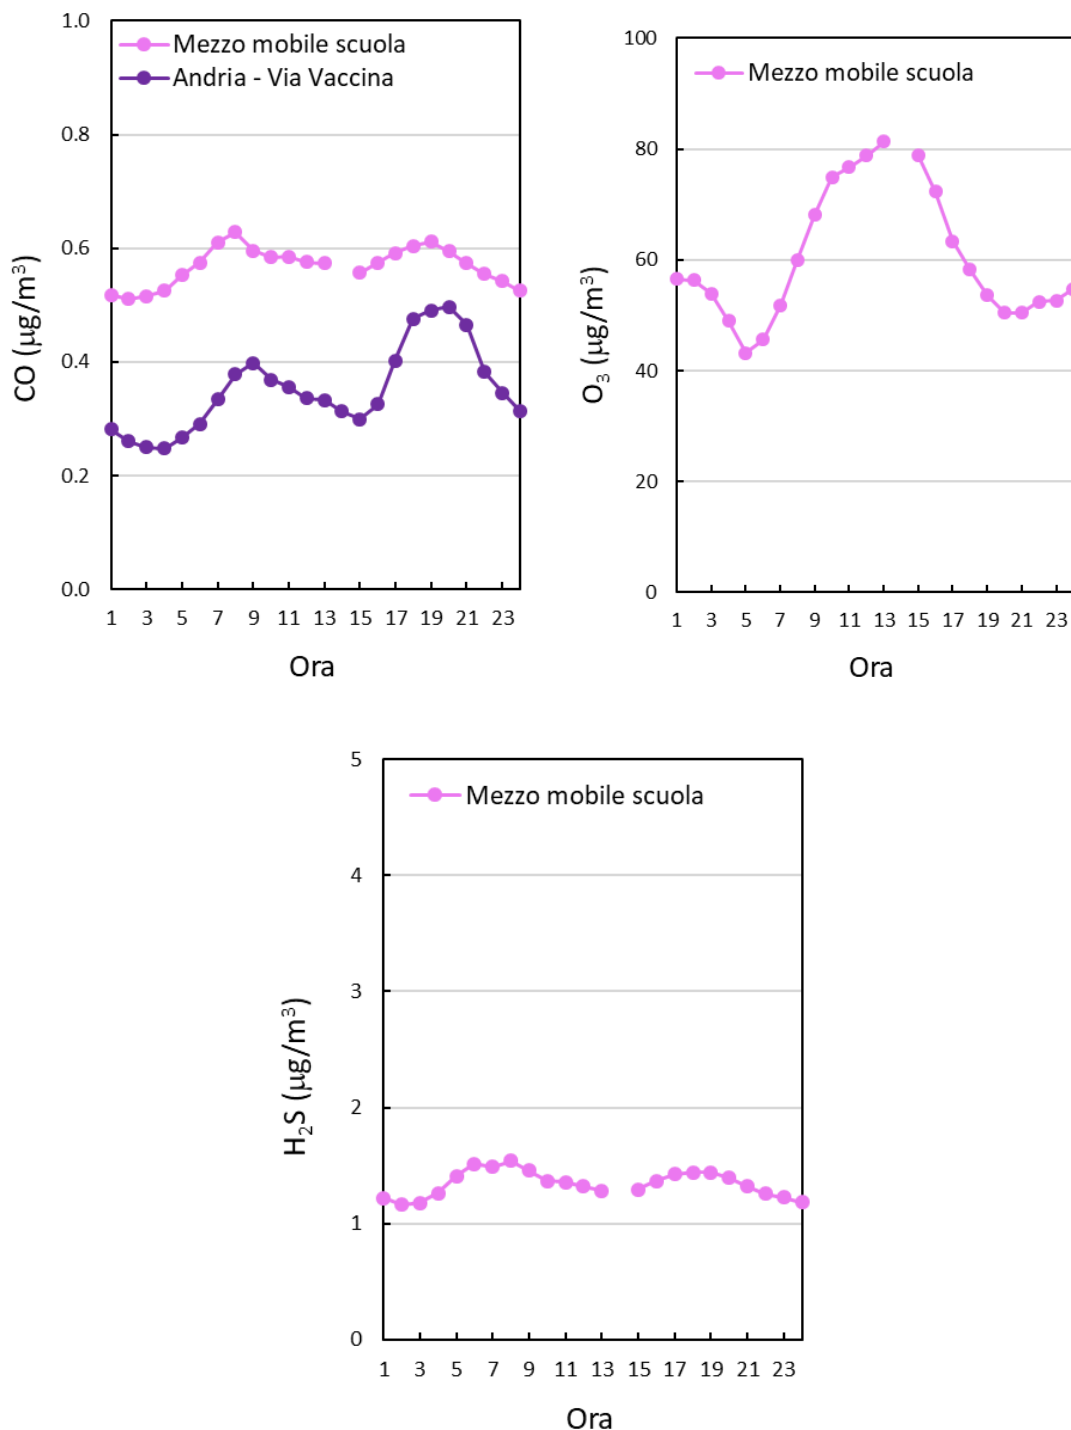 Mezzo mobile scuola
Andria - Via Vaccina
1.0
0.8
0.6
0.4
0.2
0.0
CO (μg/m³)
1 3 5 7 9 11 13 15 17 19 21 23
Ora
Mezzo mobile scuola
100
80
60
40
20
0
O₃ (μg/m³)
1 3 5 7 9 11 13 15 17 19 21 23
Ora
Mezzo mobile scuola
5
4
3
2
1
0
H₂S (μg/m³)
1 3 5 7 9 11 13 15 17 19 21 23
Ora